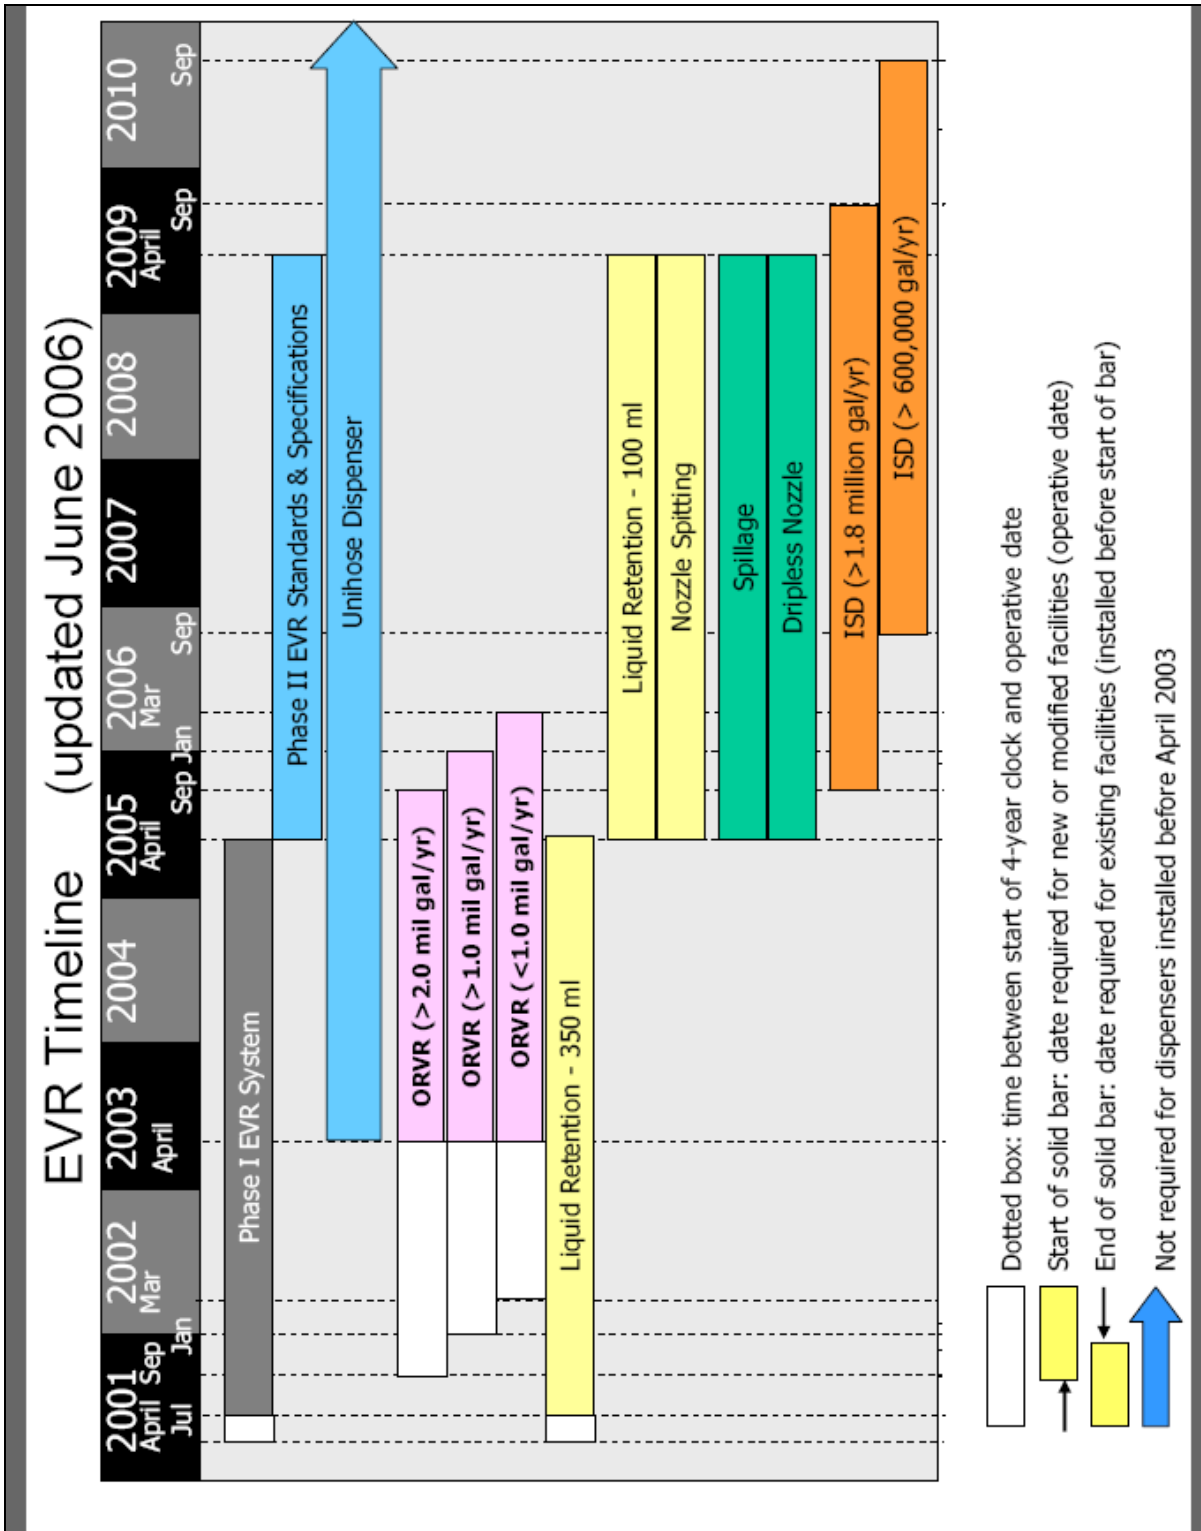 EVR Timeline (updated June 2006)
2001 2002 2003 2004 2005 2006 2007 2008 2009 2010
April Sep Mar April April Mar April
Jul Jan Sep Jan Sep Sep Sep
Phase I EVR System
Phase II EVR Standards & Specifications
Unihose Dispenser
ORVR (>2.0 mil gal/yr)
ORVR (>1.0 mil gal/yr)
ORVR (<1.0 mil gal/yr)
Liquid Retention - 350 ml
Liquid Retention - 100 ml
Nozzle Spitting
Spillage
Dripless Nozzle
ISD (>1.8 million gal/yr)
ISD (> 600,000 gal/yr)
Dotted box: time between start of 4-year clock and operative date
Start of solid bar: date required for new or modified facilities (operative date)
End of solid bar: date required for existing facilities (installed before start of bar)
Not required for dispensers installed before April 2003